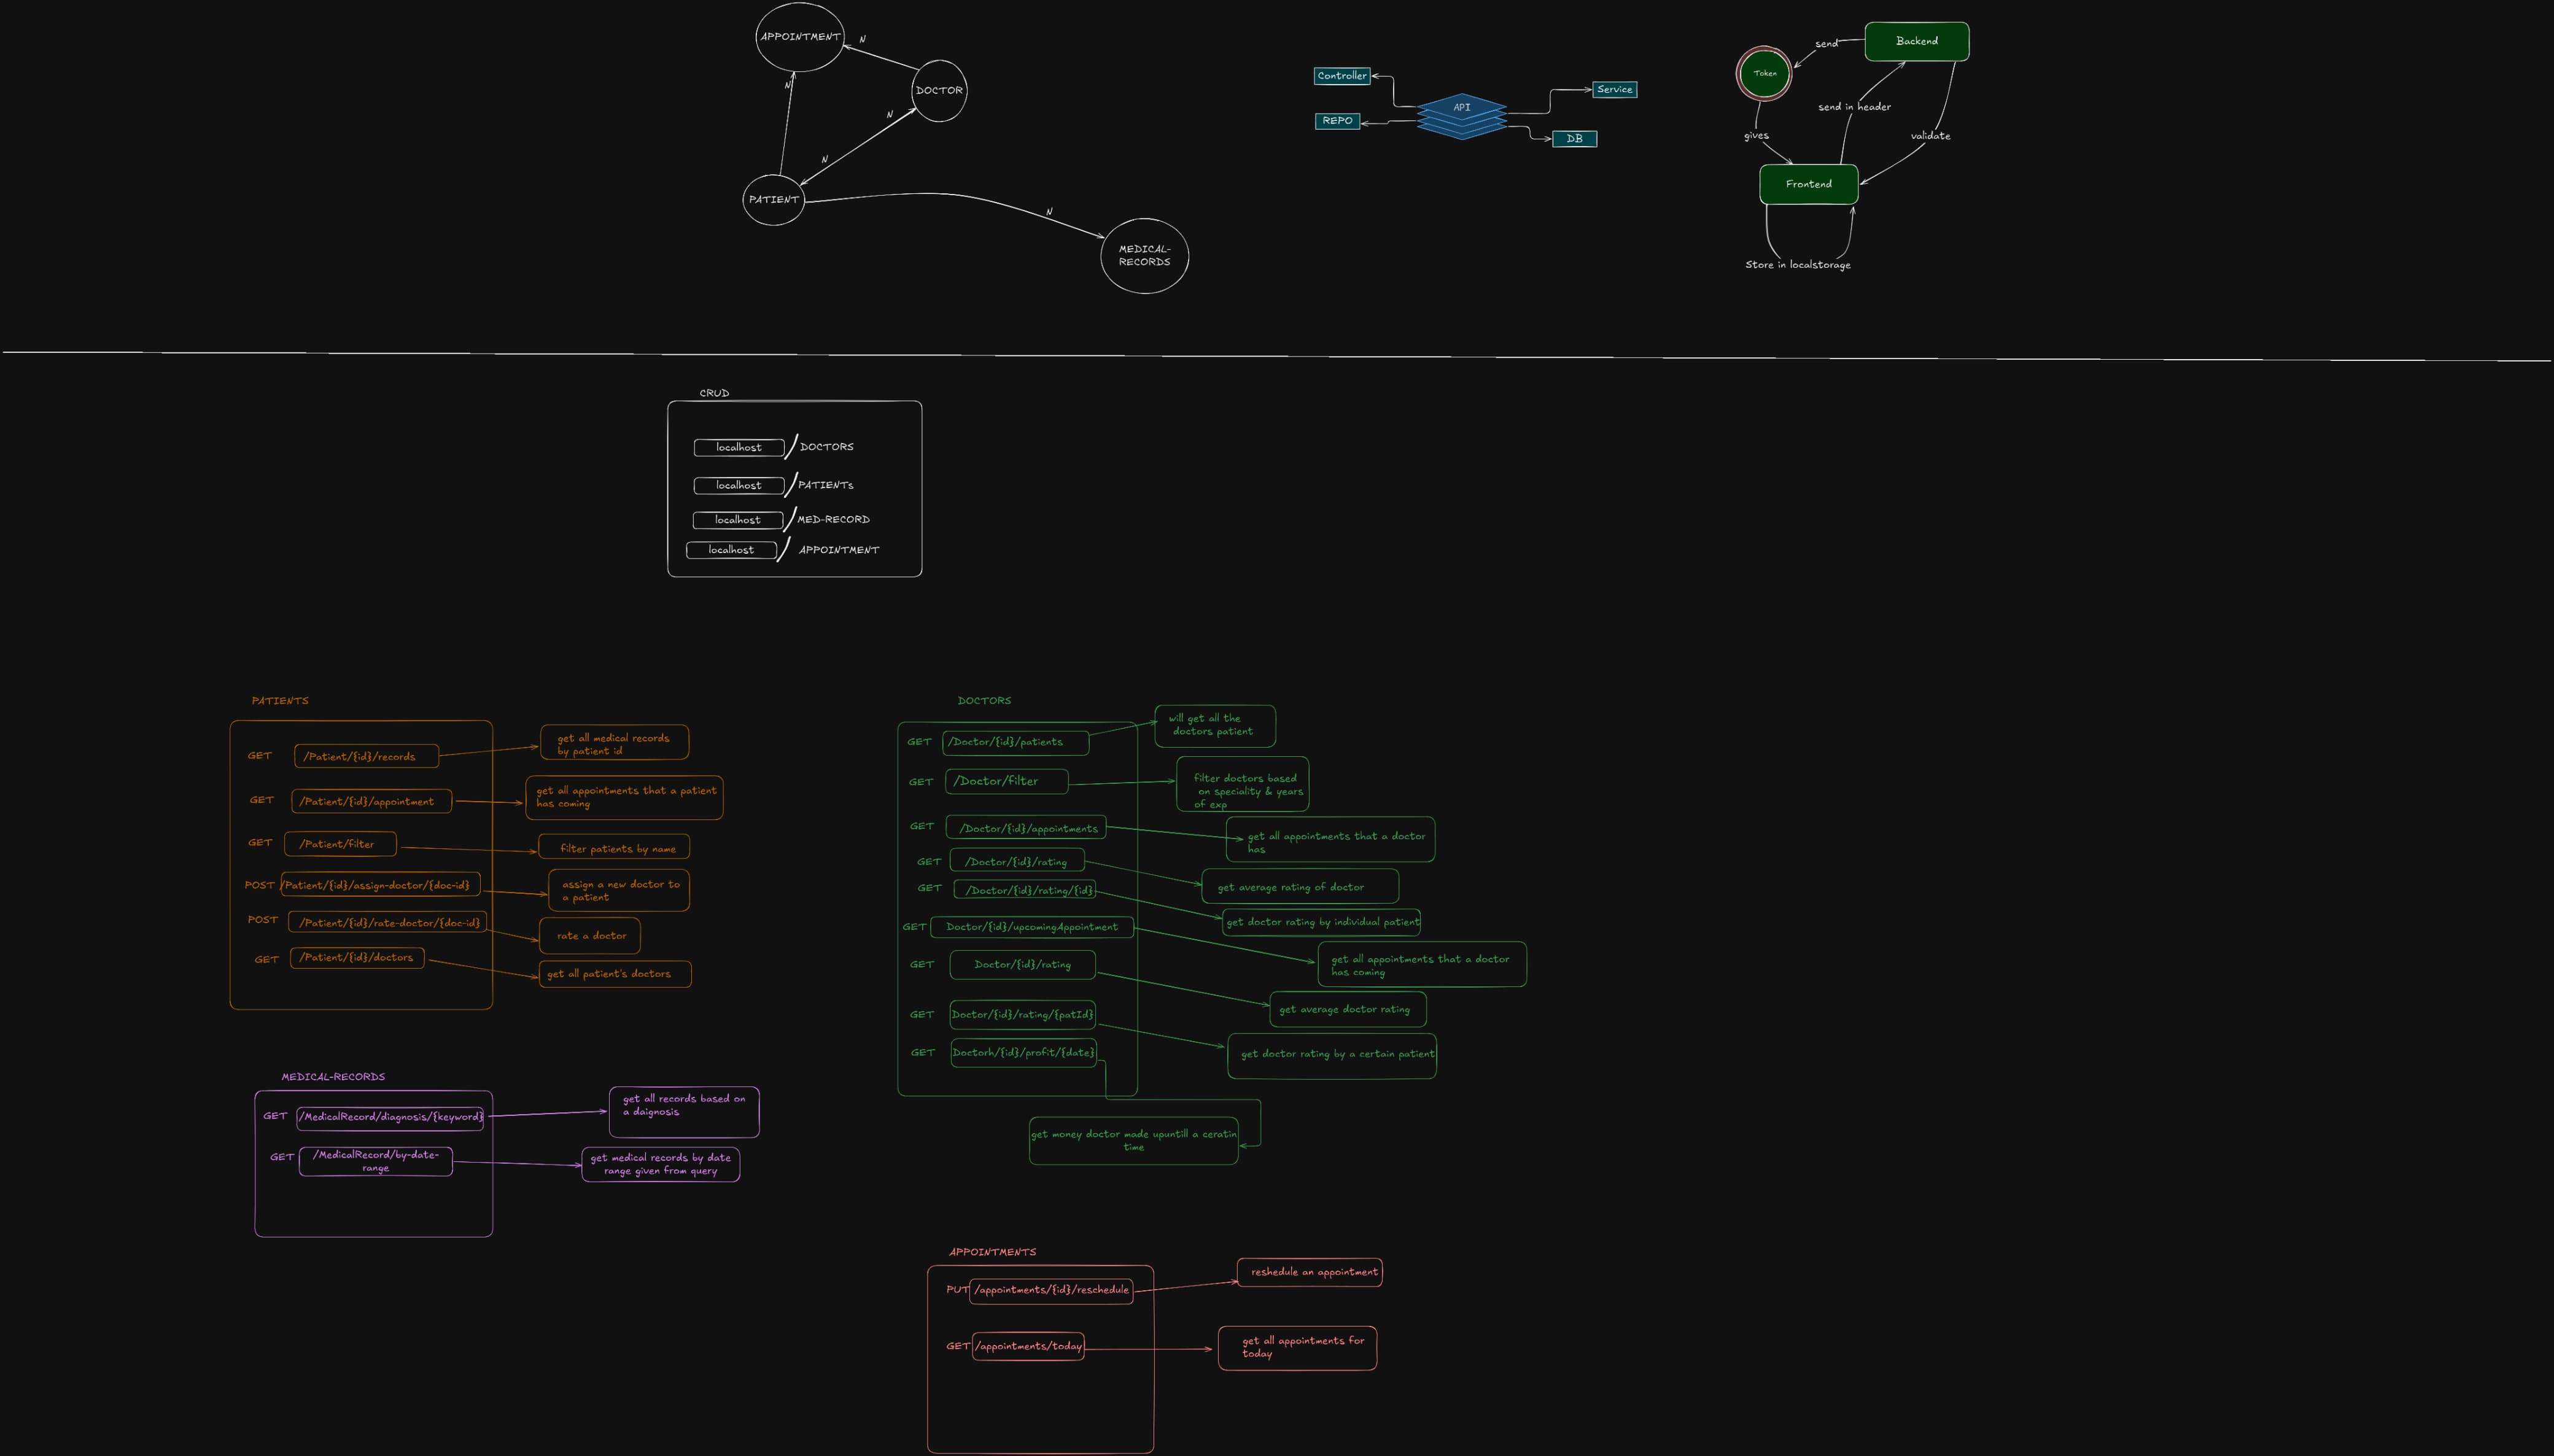 APPOINTMENT
N
DOCTOR
N
N
N
PATIENT
N
MEDICAL-
RECORDS
Controller
REPO
API
Service
DB
Backend
send
Token
send in header
gives
validate
Frontend
Store in localstorage
CRUD
localhost / DOCTORS
localhost / PATIENTs
localhost / MED-RECORD
localhost / APPOINTMENT
PATIENTS
GET /Patient/{id}/records
get all medical records
by patient id
GET /Patient/{id}/appointment
get all appointments that a patient
has coming
GET /Patient/filter
filter patients by name
POST /Patient/{id}/assign-doctor/{doc-id}
assign a new doctor to
a patient
POST /Patient/{id}/rate-doctor/{doc-id}
rate a doctor
GET /Patient/{id}/doctors
get all patient's doctors
DOCTORS
GET /Doctor/{id}/patients
will get all the
doctors patient
GET /Doctor/filter
filter doctors based
on speciality & years
of exp
GET /Doctor/{id}/appointments
get all appointments that a doctor
has
GET /Doctor/{id}/rating
get average rating of doctor
GET /Doctor/{id}/rating/{id}
get doctor rating by individual patient
GET Doctor/{id}/upcomingAppointment
get all appointments that a doctor
has coming
GET Doctor/{id}/rating
get average doctor rating
GET Doctor/{id}/rating/{patId}
get doctor rating by a certain patient
GET Doctorh/{id}/profit/{date}
get money doctor made upuntill a ceratin
time
MEDICAL-RECORDS
GET /MedicalRecord/diagnosis/{keyword}
get all records based on
a daignosis
GET /MedicalRecord/by-date-
range
get medical records by date
range given from query
APPOINTMENTS
PUT /appointments/{id}/reschedule
reshedule an appointment
GET /appointments/today
get all appointments for
today